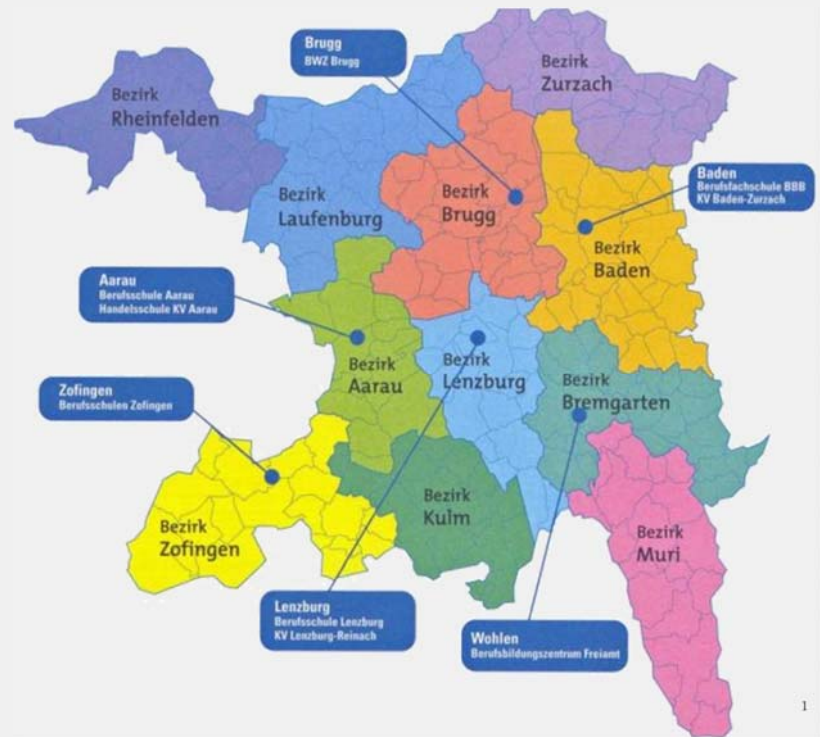 Brugg
BWZ Brugg
Bezirk
Zurzach
Bezirk
Rheinfelden
Baden
Berufsfachschule BBB
KV Baden-Zurzach
Bezirk
Laufenburg
Bezirk
Brugg
Bezirk
Baden
Aarau
Berufsschule Aarau
Handelsschule KV Aarau
Bezirk
Aarau
Bezirk
Lenzburg
Bezirk
Bremgarten
Zofingen
Berufsschulen Zofingen
Bezirk
Kulm
Bezirk
Zofingen
Bezirk
Muri
Lenzburg
Berufsschule Lenzburg
KV Lenzburg-Reinach
Wohlen
Berufsbildungszentrum Freiamt
1